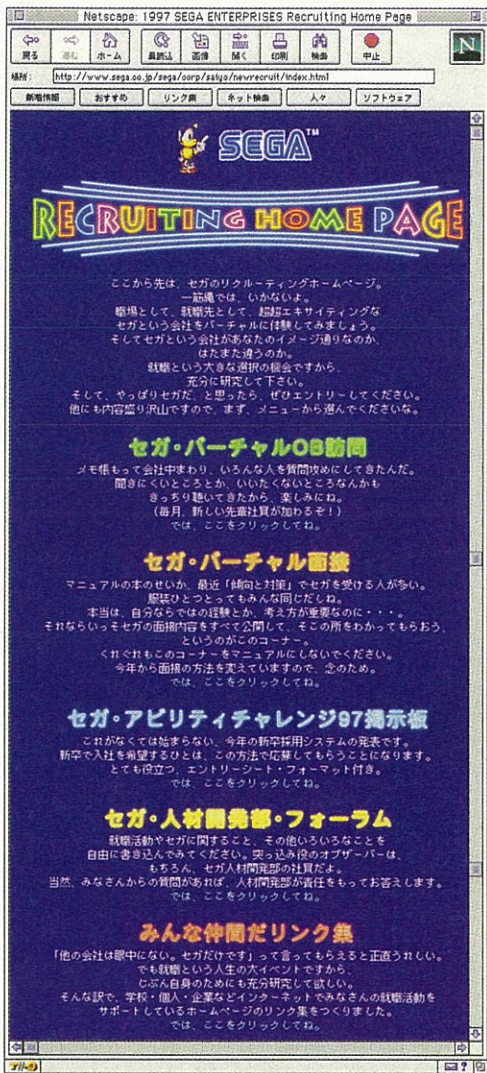 Netscape: 1997 SEGA ENTERPRISES Recruiting Home Page
戻る 進む ホーム 再読込 画像 開く 印刷 検索 中止
N
場所: http://www.sega.co.jp/sega/corp/saiyo/newrecruit/index.html
新着情報 おすすめ リンク集 ネット検索 人々 ソフトウェア
SEGA™
RECRUITING HOME PAGE
ここから先は、セガのリクルーティングホームページ。
一筋縄では、いかないよ。
職場として、就職先として、超超エキサイティングな
セガという会社をバーチャルに体験してみましょう。
そしてセガという会社があなたのイメージ通りなのか、
はたまた違うのか。
就職という大きな選択の機会ですから、
充分に研究して下さい。
そして、やっぱりセガだ、と思ったら、ぜひエントリーしてください。
他にも内容盛り沢山ですので、まず、メニューから選んでくださいな。
セガ・バーチャルOB訪問
メモ帳もって会社中まわり、いろんな人を質問攻めにしてきたんだ。
聞きにくいところとか、いいたくないところなんかも
きっちり聴いてきたから、楽しみにね。
(毎月、新しい先輩社員が加わるぞ!)
では、ここをクリックしてね。
セガ・バーチャル面接
マニュアルの本のせいか、最近「傾向と対策」でセガを受ける人が多い。
服装ひとつとってもみんな同じだしね。
本当は、自分ならではの経験とか、考え方が重要なのに・・・。
それならいっそセガの面接内容をすべて公開して、そこの所をわかってもらおう、
というのがこのコーナー。
くれぐれもこのコーナーをマニュアルにしないでください。
今年から面接の方法を変えていますので、念のため。
では、ここをクリックしてね。
セガ・アビリティチャレンジ97掲示板
これがなくては始まらない、今年の新卒採用システムの発表です。
新卒で入社を希望するひとは、この方法で応募してもらうことになります。
とても役立つ、エントリーシート・フォーマット付き。
では、ここをクリックしてね。
セガ・人材開発部・フォーラム
就職活動やセガに関すること、その他いろいろなことを
自由に書き込んでみてください。突っ込み役のオブザーバーは、
もちろん、セガ人材開発部の社員だよ。
当然、みなさんからの質問があれば、人材開発部が責任をもってお答えします。
では、ここをクリックしてね。
みんな仲間だリンク集
「他の会社は眼中にない。セガだけです」って言ってもらえると正直うれしい。
でも就職という人生の大イベントですから、
じぶん自身のためにも充分研究して欲しい。
そんな訳で、学校・個人・企業などインターネットでみなさんの就職活動を
サポートしているホームページのリンク集をつくりました。
では、ここをクリックしてね。